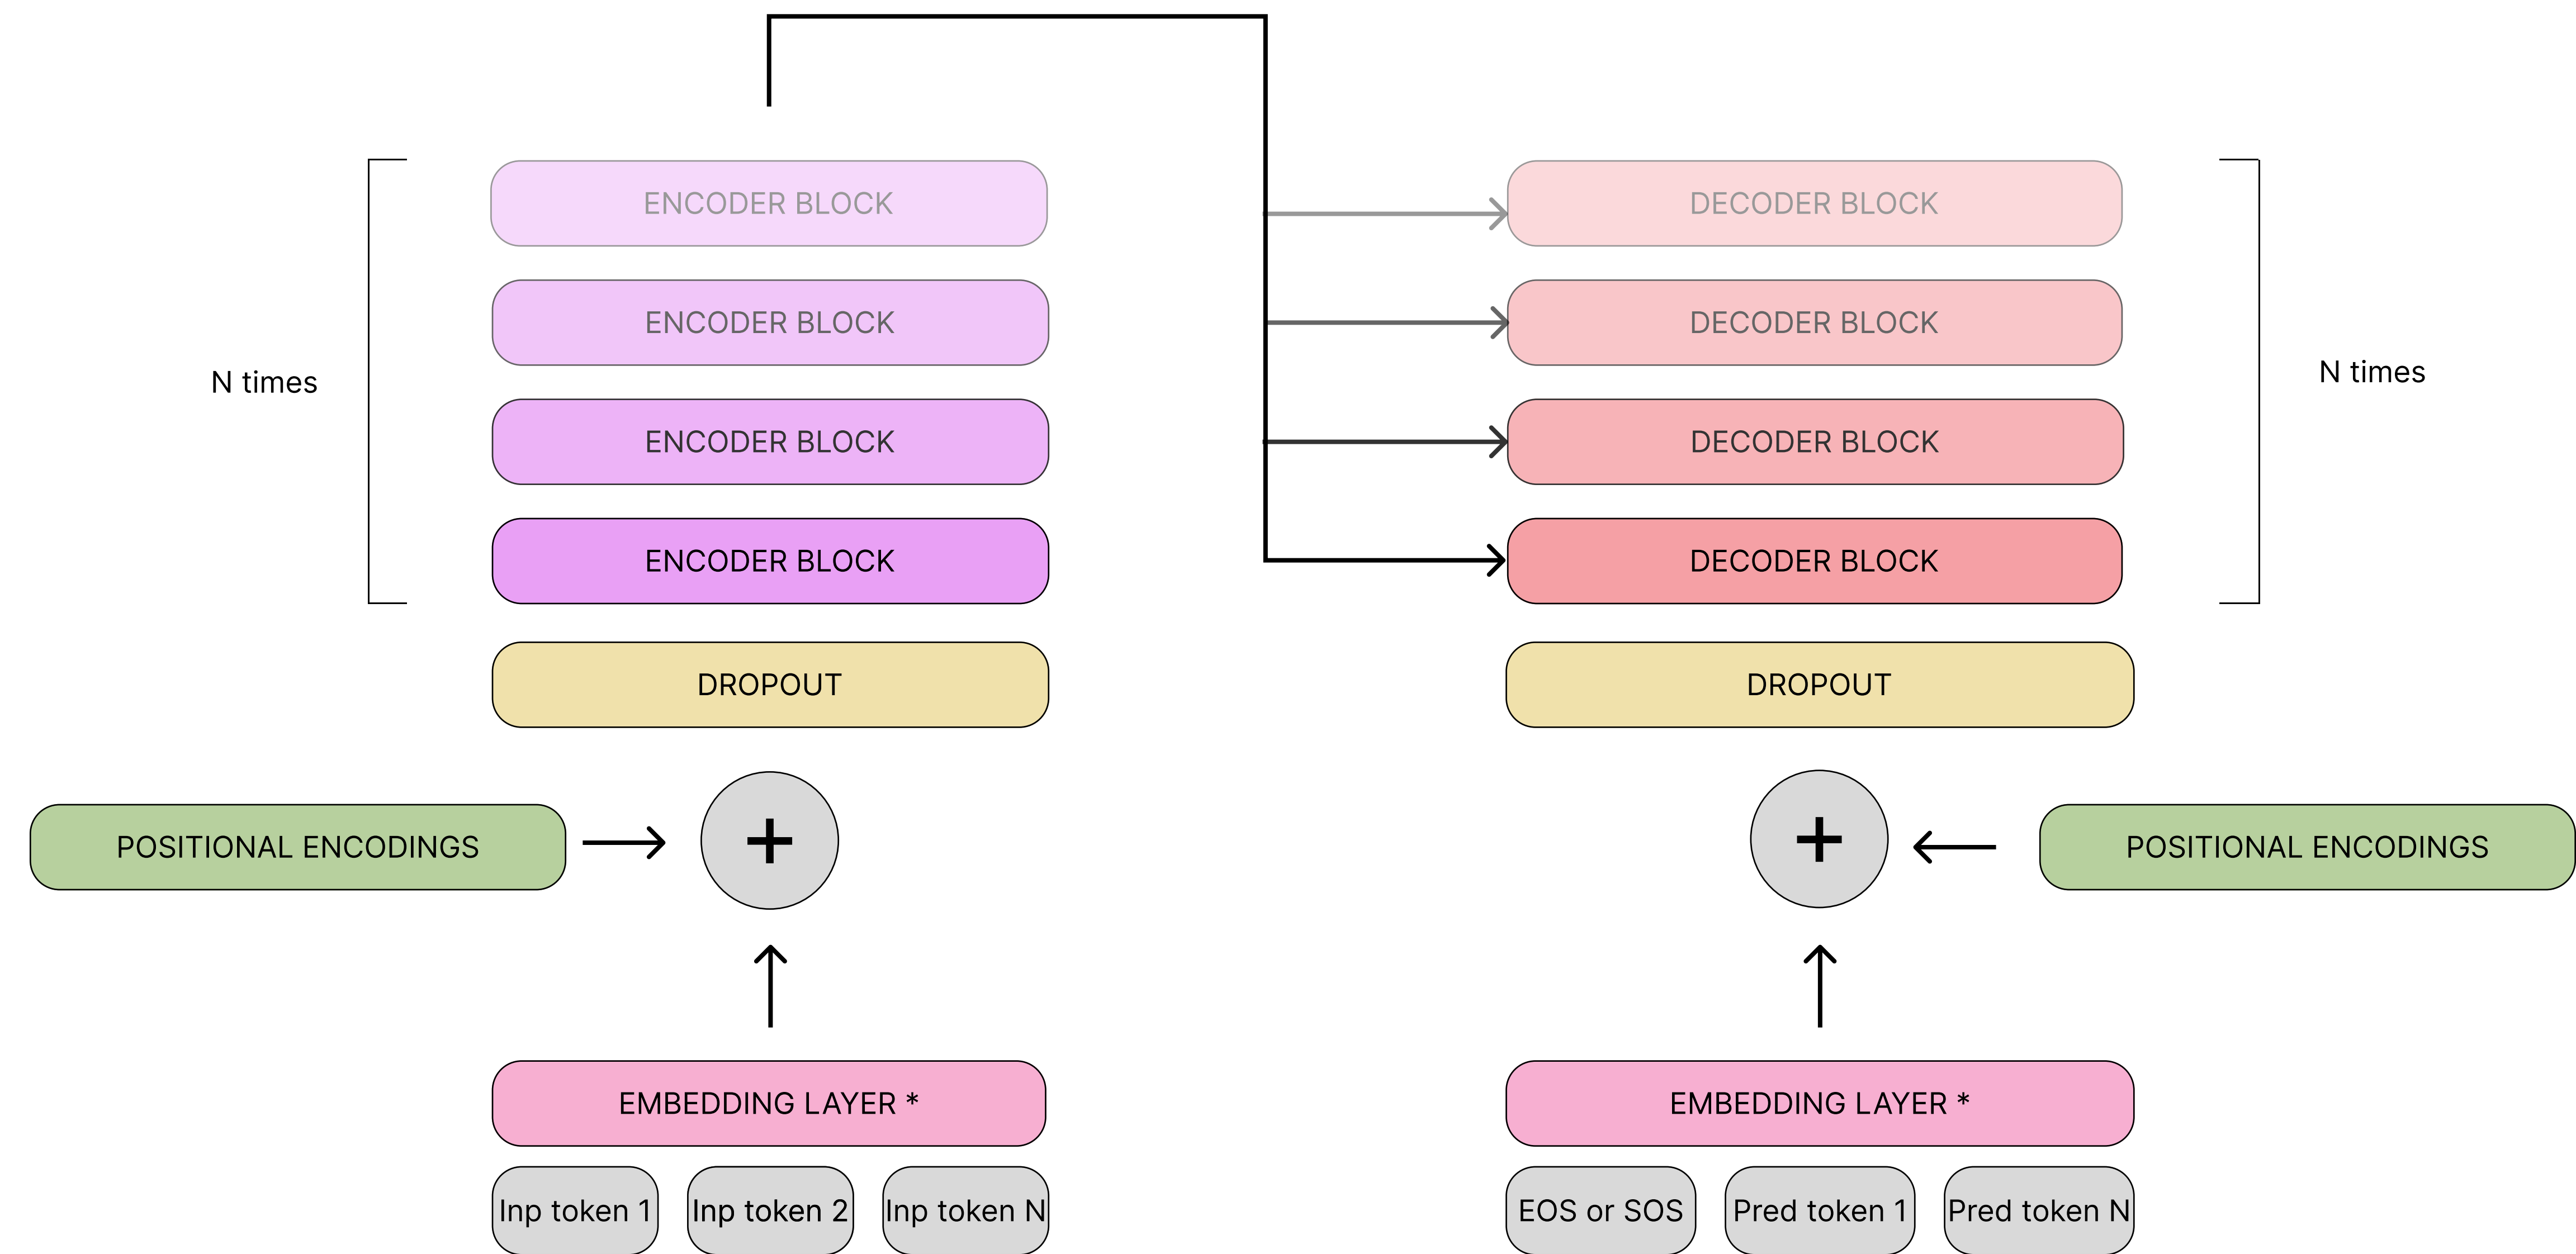 ENCODER BLOCK
ENCODER BLOCK
ENCODER BLOCK
ENCODER BLOCK
N times
DROPOUT
POSITIONAL ENCODINGS
+
EMBEDDING LAYER *
Inp token 1
Inp token 2
Inp token N
DECODER BLOCK
DECODER BLOCK
DECODER BLOCK
DECODER BLOCK
N times
DROPOUT
+
POSITIONAL ENCODINGS
EMBEDDING LAYER *
EOS or SOS
Pred token 1
Pred token N